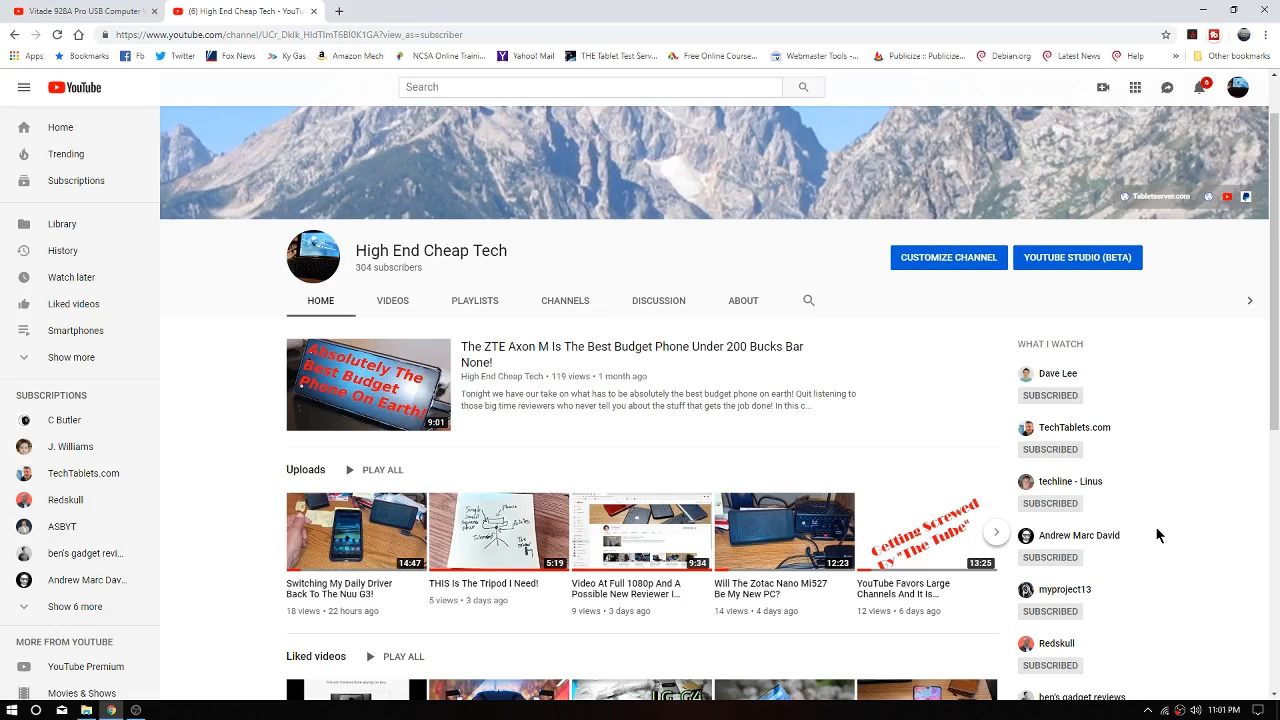 Vitade 928A Pro USB Computer
(6) High End Cheap Tech - YouTu
https://www.youtube.com/channel/UCr_DkIk_HIdTImT6BI0K1GA?view_as=subscriber
Apps
Bookmarks
Fb
Twitter
Fox News
Ky Gas
NCSA Online Training...
Yahoo Mail
THE Tablet Test Serv...
Free Online Course...
Webmaster Tools
Publicize :: Publicize...
Debian.org
Latest News
Help
»
Other bookmarks
YouTube
Search
6
Home
Trending
Subscriptions
Library
History
Watch later
Liked videos
Smartphones
Show more
SUBSCRIPTIONS
C Butler
J. Williams
TechTablets.com
Redskull
ASBYT
ben's gadget revi...
Andrew Marc Dav...
Show 6 more
MORE FROM YOUTUBE
YouTube Premium
Movies & Shows
Tabletserver.com
High End Cheap Tech
304 subscribers
CUSTOMIZE CHANNEL
YOUTUBE STUDIO (BETA)
HOME
VIDEOS
PLAYLISTS
CHANNELS
DISCUSSION
ABOUT
Absolutely The
Best Budget
Phone On Earth!
9:01
The ZTE Axon M Is The Best Budget Phone Under 200 Bucks Bar
None!
High End Cheap Tech • 119 views • 1 month ago
Tonight we have our take on what has to be absolutely the best budget phone on earth! Quit listening to
those big time reviewers who never tell you about the stuff that gets the job done! In this c...
Uploads
PLAY ALL
14:47
Switching My Daily Driver
Back To The Nuu G3!
18 views • 22 hours ago
5:19
THIS Is The Tripod I Need!
5 views • 3 days ago
9:34
Video At Full 1080p And A
Possible New Reviewer I...
9 views • 3 days ago
12:23
Will The Zotac Nano Mi527
Be My New PC?
14 views • 4 days ago
Getting Screwed
By "The Tube"
13:25
YouTube Favors Large
Channels And It Is...
12 views • 6 days ago
Liked videos
PLAY ALL
LG G4
WHAT I WATCH
Dave Lee
SUBSCRIBED
TechTablets.com
SUBSCRIBED
techline - Linus
SUBSCRIBED
Andrew Marc David
SUBSCRIBED
myproject13
SUBSCRIBED
Redskull
SUBSCRIBED
ben's gadget reviews
11:01 PM